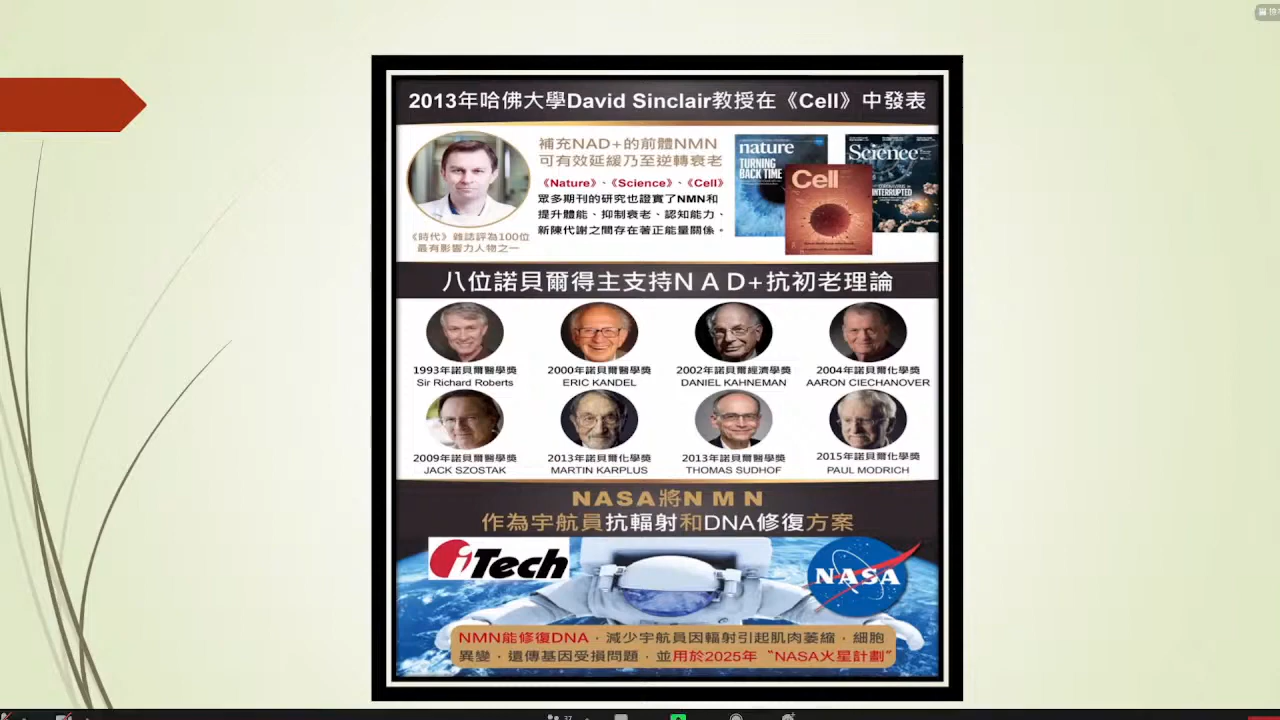 2013年哈佛大學David Sinclair教授在《Cell》中發表
補充NAD+的前體NMN
可有效延緩乃至逆轉衰老
《Nature》、《Science》、《Cell》
眾多期刊的研究也證實了NMN和
提升體能、抑制衰老、認知能力、
新陳代謝之間存在著正能量關係。
《時代》雜誌評為100位
最有影響力人物之一
nature
TURNING
BACK TIME
Cell
Science
INTERRUPTED
八位諾貝爾得主支持NAD+抗初老理論
1993年諾貝爾醫學獎
Sir Richard Roberts
2000年諾貝爾醫學獎
ERIC KANDEL
2002年諾貝爾經濟學獎
DANIEL KAHNEMAN
2004年諾貝爾化學獎
AARON CIECHANOVER
2009年諾貝爾醫學獎
JACK SZOSTAK
2013年諾貝爾化學獎
MARTIN KARPLUS
2013年諾貝爾醫學獎
THOMAS SUDHOF
2015年諾貝爾化學獎
PAUL MODRICH
NASA將NMN
作為宇航員抗輻射和DNA修復方案
iTech
NASA
NMN能修復DNA，減少宇航員因輻射引起肌肉萎縮，細胞
異變，遺傳基因受損問題，並用於2025年“NASA火星計劃”
37